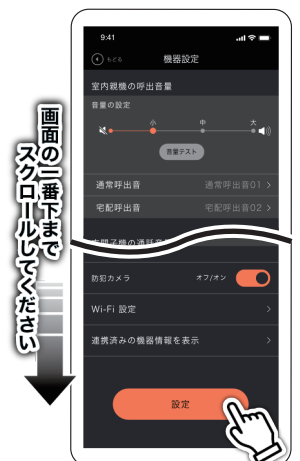 画面の一番下まで
スクロールしてください
9:41
もどる
機器設定
室内親機の呼出音量
音量の設定
小 中 大
音量テスト
通常呼出音 通常呼出音01 >
宅配呼出音 宅配呼出音02 >
防犯カメラ オフ/オン
Wi-Fi 設定 >
連携済みの機器情報を表示 >
設定